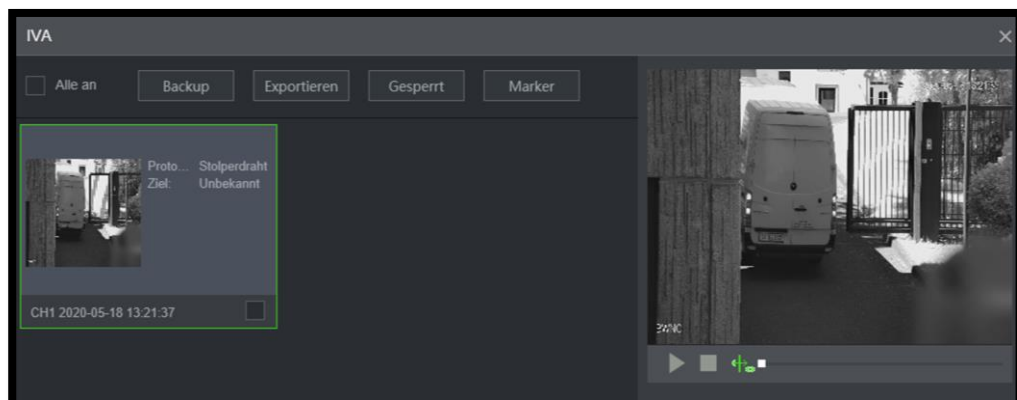 IVA
Alle an
Backup
Exportieren
Gesperrt
Marker
Proto... Stolperdraht
Ziel: Unbekannt
CH1 2020-05-18 13:21:37